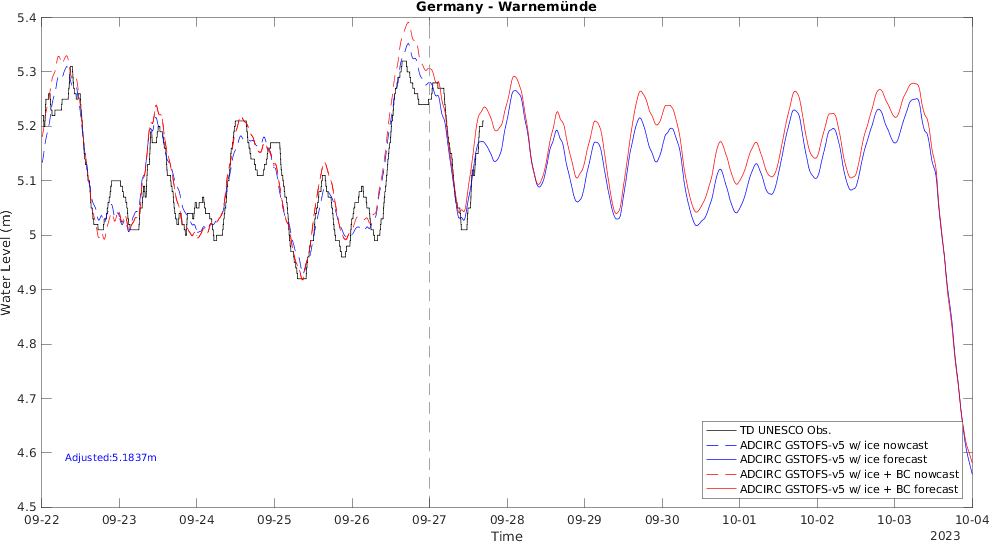 Germany - Warnemünde
5.4
5.3
5.2
5.1
5
4.9
4.8
4.7
4.6
4.5
Water Level (m)
Adjusted:5.1837m
TD UNESCO Obs.
ADCIRC GSTOFS-v5 w/ ice nowcast
ADCIRC GSTOFS-v5 w/ ice forecast
ADCIRC GSTOFS-v5 w/ ice + BC nowcast
ADCIRC GSTOFS-v5 w/ ice + BC forecast
09-22 09-23 09-24 09-25 09-26 09-27 09-28 09-29 09-30 10-01 10-02 10-03 10-04
Time
2023